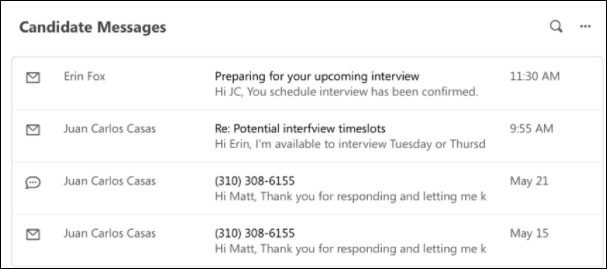 Candidate Messages
Erin Fox
Preparing for your upcoming interview
11:30 AM
Hi JC, You schedule interview has been confirmed.
Juan Carlos Casas
Re: Potential interfview timeslots
9:55 AM
Hi Erin, I'm available to interview Tuesday or Thursd
Juan Carlos Casas
(310) 308-6155
May 21
Hi Matt, Thank you for responding and letting me k
Juan Carlos Casas
(310) 308-6155
May 15
Hi Matt, Thank you for responding and letting me k